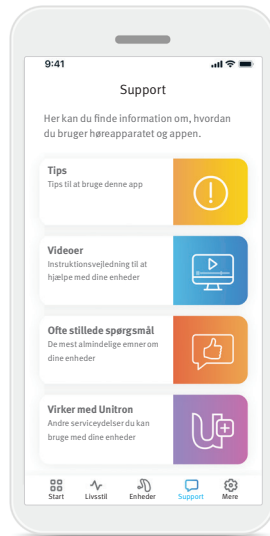 9:41
Support
Her kan du finde information om, hvordan
du bruger høreapparatet og appen.
Tips
Tips til at bruge denne app
Videoer
Instruktionsvejledning til at
hjælpe med dine enheder
Ofte stillede spørgsmål
De mest almindelige emner om
dine enheder
Virker med Unitron
Andre serviceydelser du kan
bruge med dine enheder
Start Livsstil Enheder Support Mere